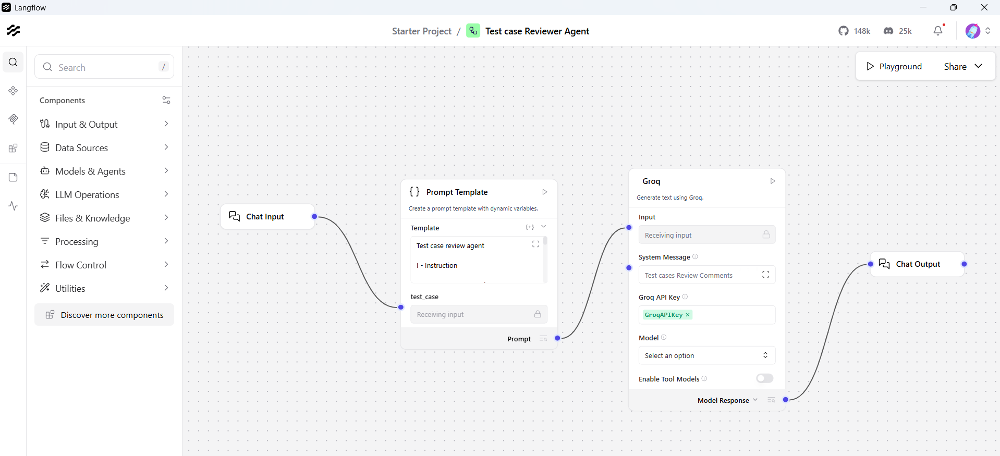 Langflow
Starter Project / Test case Reviewer Agent
148k
25k
Search /
Playground
Share
Components
Input & Output
Data Sources
Models & Agents
LLM Operations
Files & Knowledge
Processing
Flow Control
Utilities
Discover more components
Chat Input
{ } Prompt Template
Create a prompt template with dynamic variables.
Template {+}
Test case review agent
I - Instruction
test_case
Receiving input
Prompt
Groq
Generate text using Groq.
Input
Receiving input
System Message
Test cases Review Comments
Groq API Key
GroqAPIKey ×
Model
Select an option
Enable Tool Models
Model Response
Chat Output